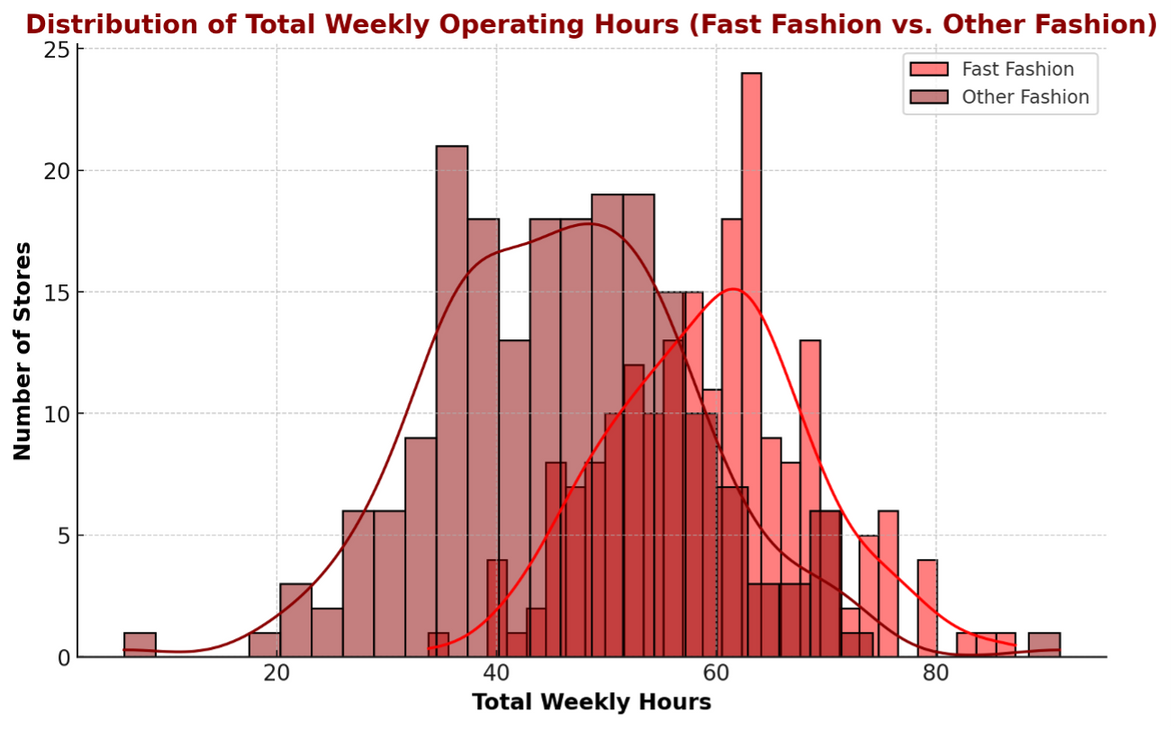 Distribution of Total Weekly Operating Hours (Fast Fashion vs. Other Fashion)
25
20
15
10
5
0
Number of Stores
Fast Fashion
Other Fashion
20 40 60 80
Total Weekly Hours